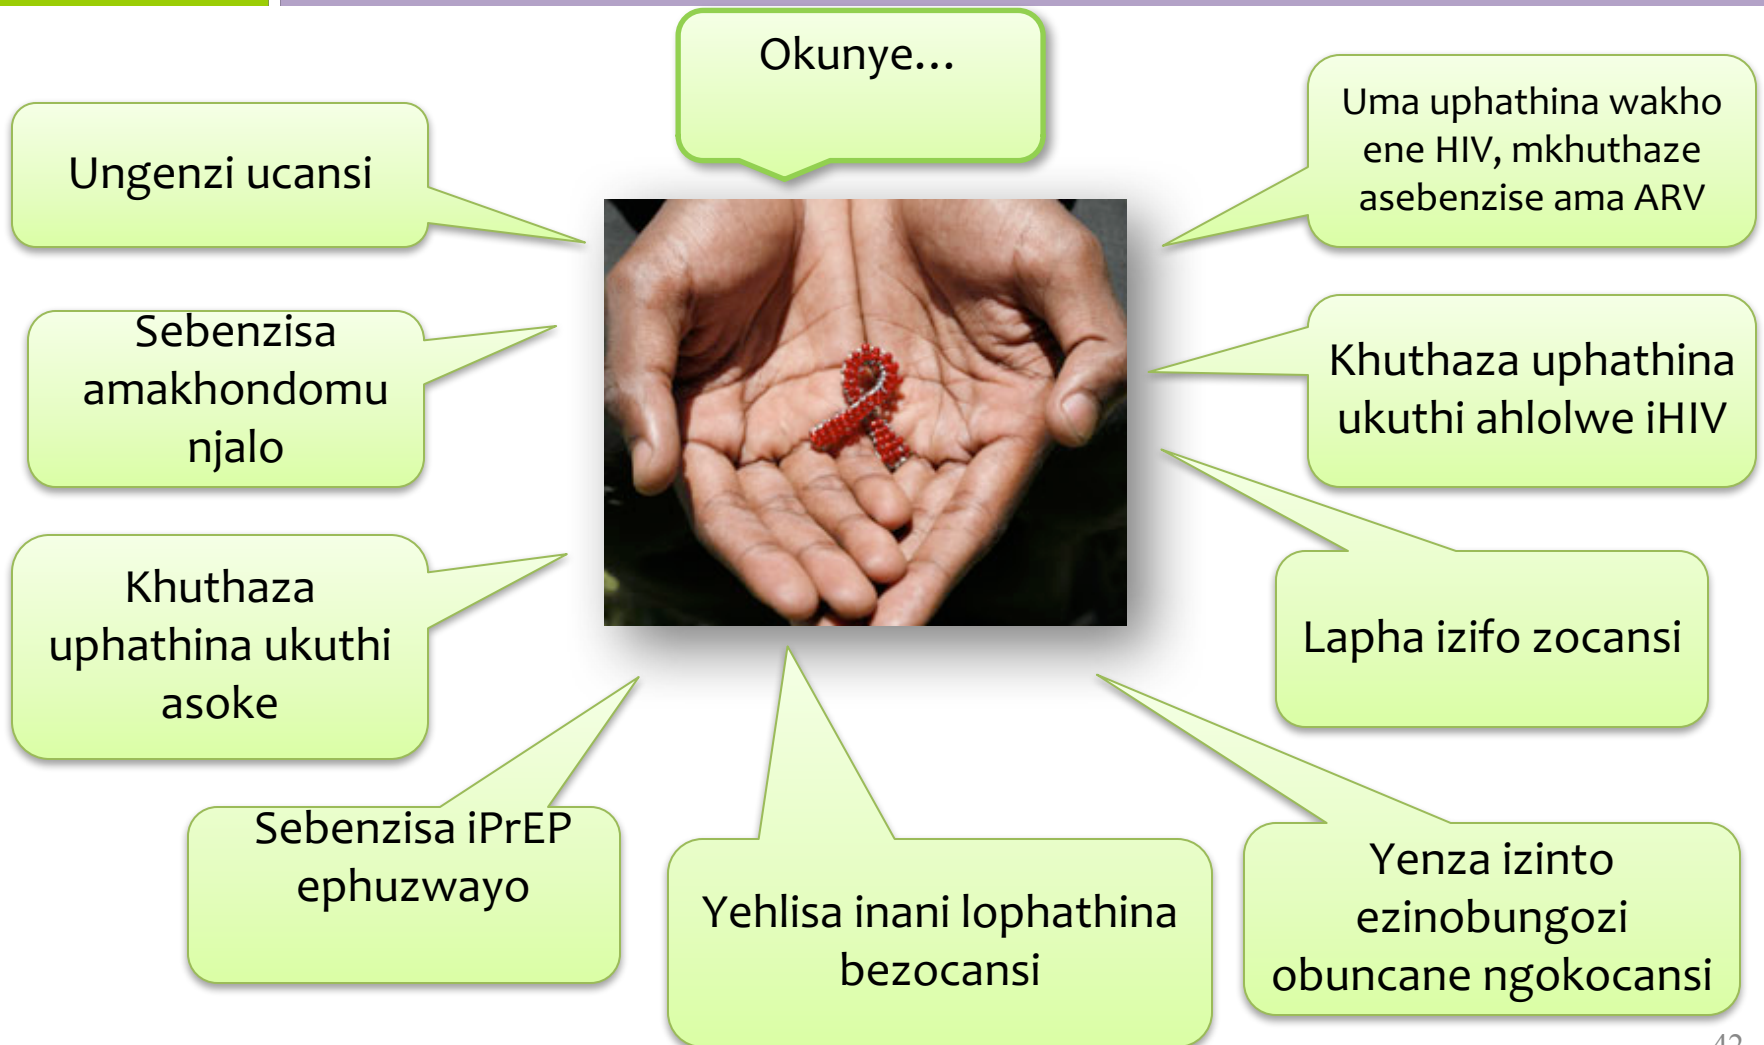 Okunye...
Ungenzi ucansi
Uma uphathina wakho
ene HIV, mkhuthaze
asebenzise ama ARV
Sebenzisa
amakhondomu
njalo
Khuthaza uphathina
ukuthi ahlolwe iHIV
Khuthaza
uphathina ukuthi
asoke
Lapha izifo zocansi
Sebenzisa iPrEP
ephuzwayo
Yehlisa inani lophathina
bezocansi
Yenza izinto
ezinobungozi
obuncane ngokocansi
42